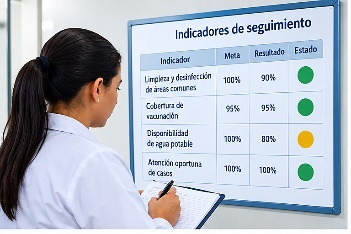 Indicadores de seguimiento
Indicador Meta Resultado Estado
Limpieza y desinfección
de áreas comunes 100% 90%
Cobertura de
vacunación 95% 95%
Disponibilidad
de agua potable 100% 80%
Atención oportuna
de casos 100% 100%